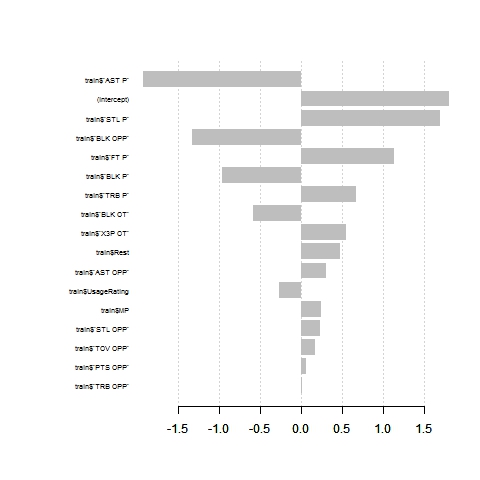 train$`AST P`
(Intercept)
train$`STL P`
train$`BLK OPP`
train$`FT P`
train$`BLK P`
train$`TRB P`
train$`BLK OT`
train$`X3P OT`
train$Rest
train$`AST OPP`
train$UsageRating
train$MP
train$`STL OPP`
train$`TOV OPP`
train$`PTS OPP`
train$`TRB OPP`
-1.5 -1.0 -0.5 0.0 0.5 1.0 1.5